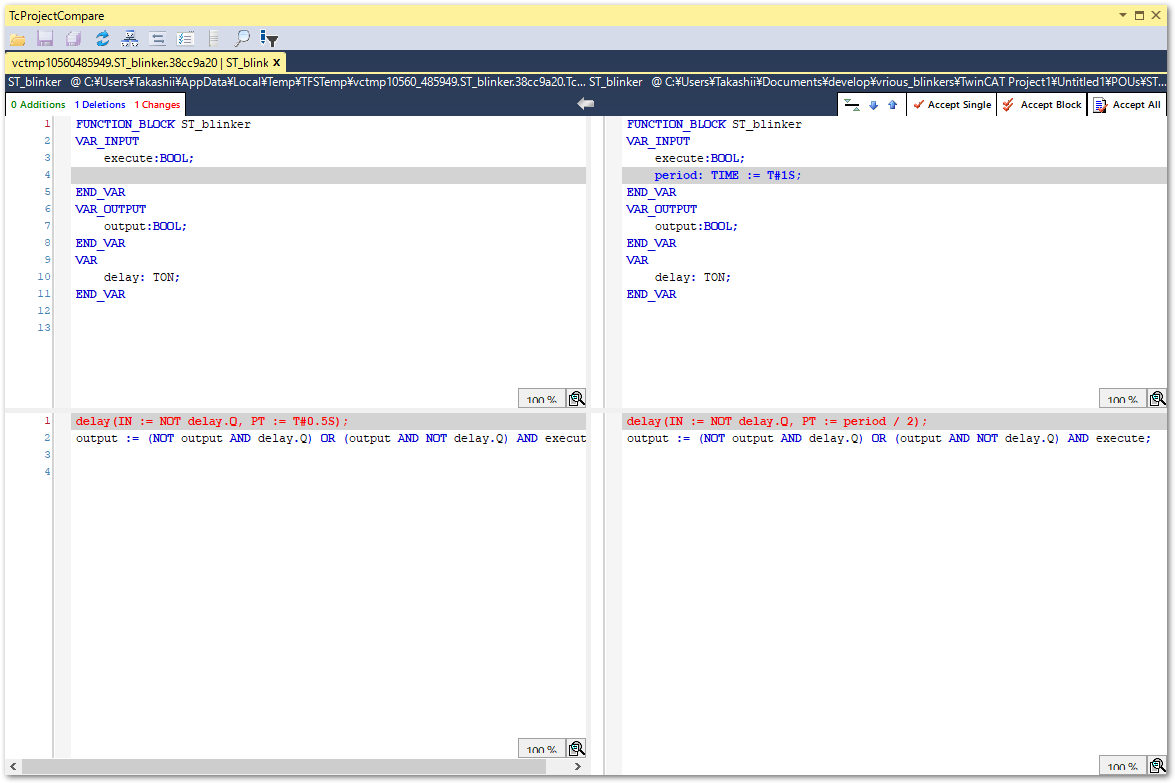 TcProjectCompare
vctmp10560485949.ST_blinker.38cc9a20 | ST_blink x
ST_blinker @ C:¥Users¥Takashii¥AppData¥Local¥Temp¥TFSTemp¥vctmp10560_485949.ST_blinker.38cc9a20.Tc... ST_blinker @ C:¥Users¥Takashii¥Documents¥develop¥vrious_blinkers¥TwinCAT Project1¥Untitled1¥POUs¥ST...
0 Additions 1 Deletions 1 Changes Accept Single Accept Block Accept All
1 FUNCTION_BLOCK ST_blinker
2 VAR_INPUT
3 execute:BOOL;
4
5 END_VAR
6 VAR_OUTPUT
7 output:BOOL;
8 END_VAR
9 VAR
10 delay: TON;
11 END_VAR
12
13
100 %
FUNCTION_BLOCK ST_blinker
VAR_INPUT
execute:BOOL;
period: TIME := T#1S;
END_VAR
VAR_OUTPUT
output:BOOL;
END_VAR
VAR
delay: TON;
END_VAR
100 %
1 delay(IN := NOT delay.Q, PT := T#0.5S);
2 output := (NOT output AND delay.Q) OR (output AND NOT delay.Q) AND execut
3
4
100 %
delay(IN := NOT delay.Q, PT := period / 2);
output := (NOT output AND delay.Q) OR (output AND NOT delay.Q) AND execute;
100 %